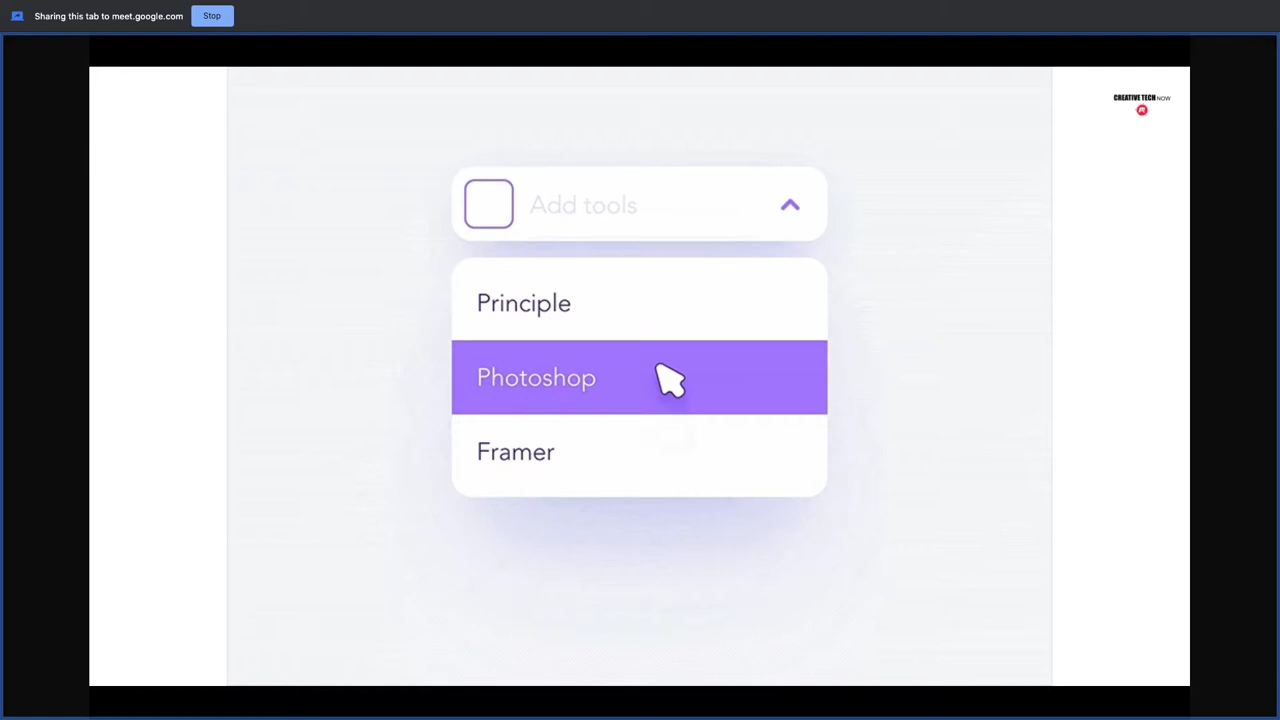 Sharing this tab to meet.google.com Stop
CREATIVE TECH NOW
Add tools
Principle
Photoshop
Framer